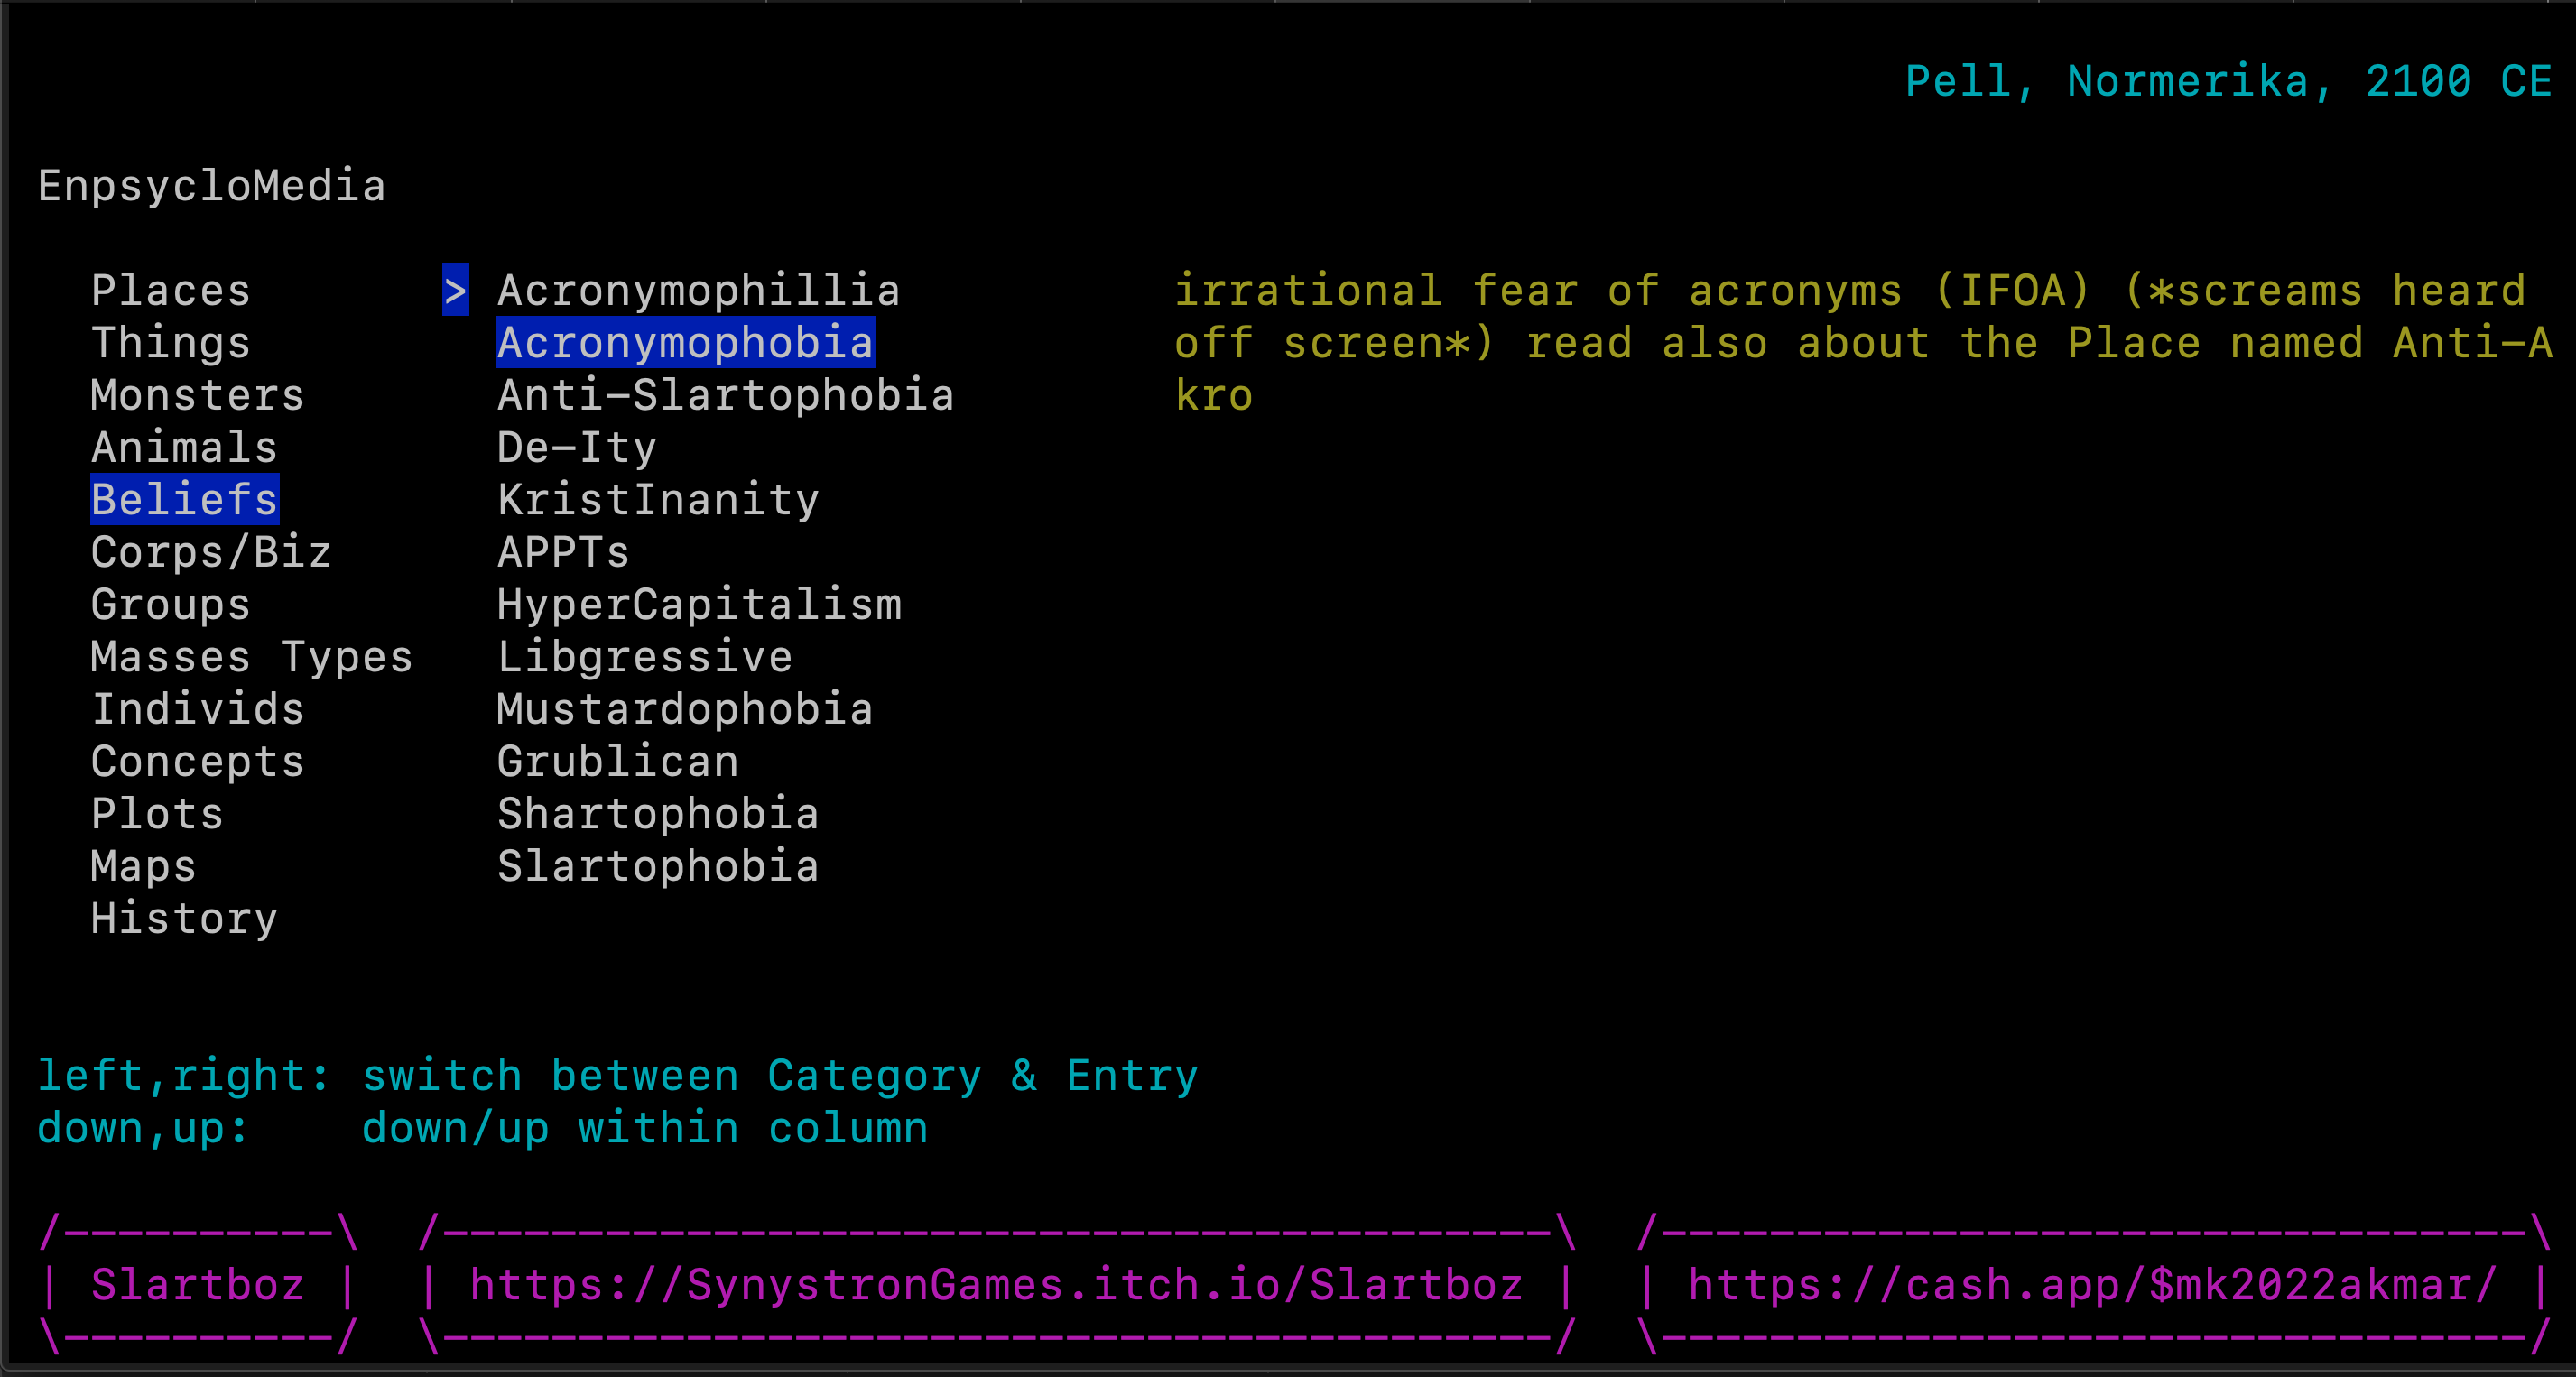 Pell, Normerika, 2100 CE
EnpsycloMedia
Places > Acronymophillia irrational fear of acronyms (IFOA) (*screams heard
Things Acronymophobia off screen*) read also about the Place named Anti-A
Monsters Anti-Slartophobia kro
Animals De-Ity
Beliefs KristInanity
Corps/Biz APPTs
Groups HyperCapitalism
Masses Types Libgressive
Individs Mustardophobia
Concepts Grublican
Plots Shartophobia
Maps Slartophobia
History
left,right: switch between Category & Entry
down,up: down/up within column
/----------\ /-----------------------------------------\ /--------------------------------\
| Slartboz | | https://SynystronGames.itch.io/Slartboz | | https://cash.app/$mk2022akmar/ |
\----------/ \-----------------------------------------/ \--------------------------------/